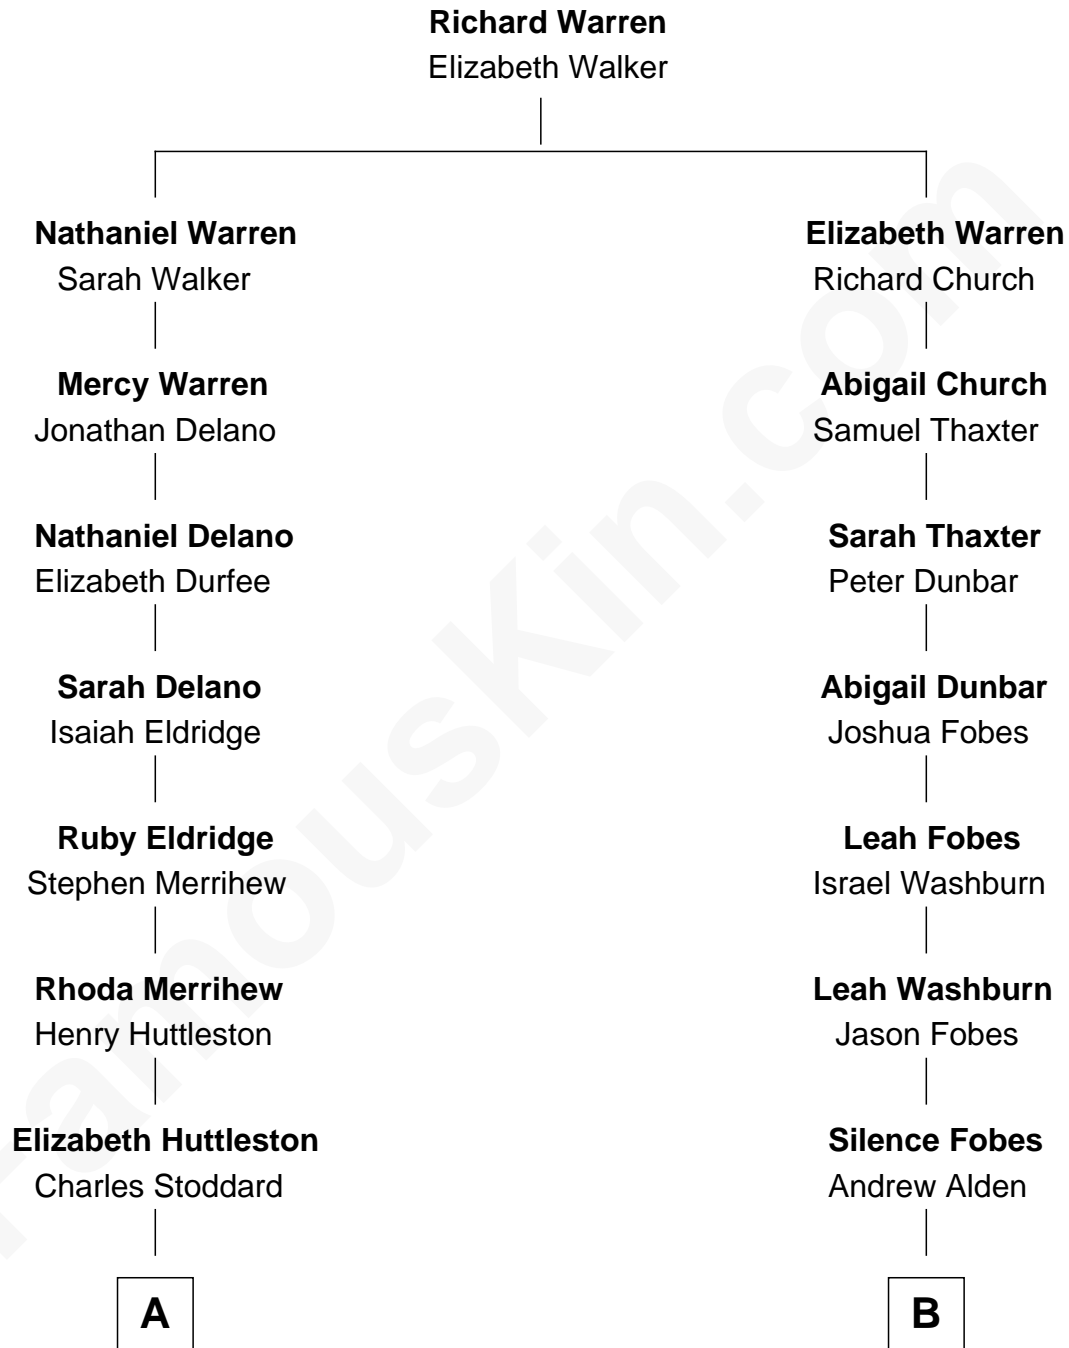 Richard Warren
Elizabeth Walker
Nathaniel Warren
Sarah Walker
Mercy Warren
Jonathan Delano
Nathaniel Delano
Elizabeth Durfee
Sarah Delano
Isaiah Eldridge
Ruby Eldridge
Stephen Merrihew
Rhoda Merrihew
Henry Huttleston
Elizabeth Huttleston
Charles Stoddard
A
Elizabeth Warren
Richard Church
Abigail Church
Samuel Thaxter
Sarah Thaxter
Peter Dunbar
Abigail Dunbar
Joshua Fobes
Leah Fobes
Israel Washburn
Leah Washburn
Jason Fobes
Silence Fobes
Andrew Alden
B
FamousKin.com